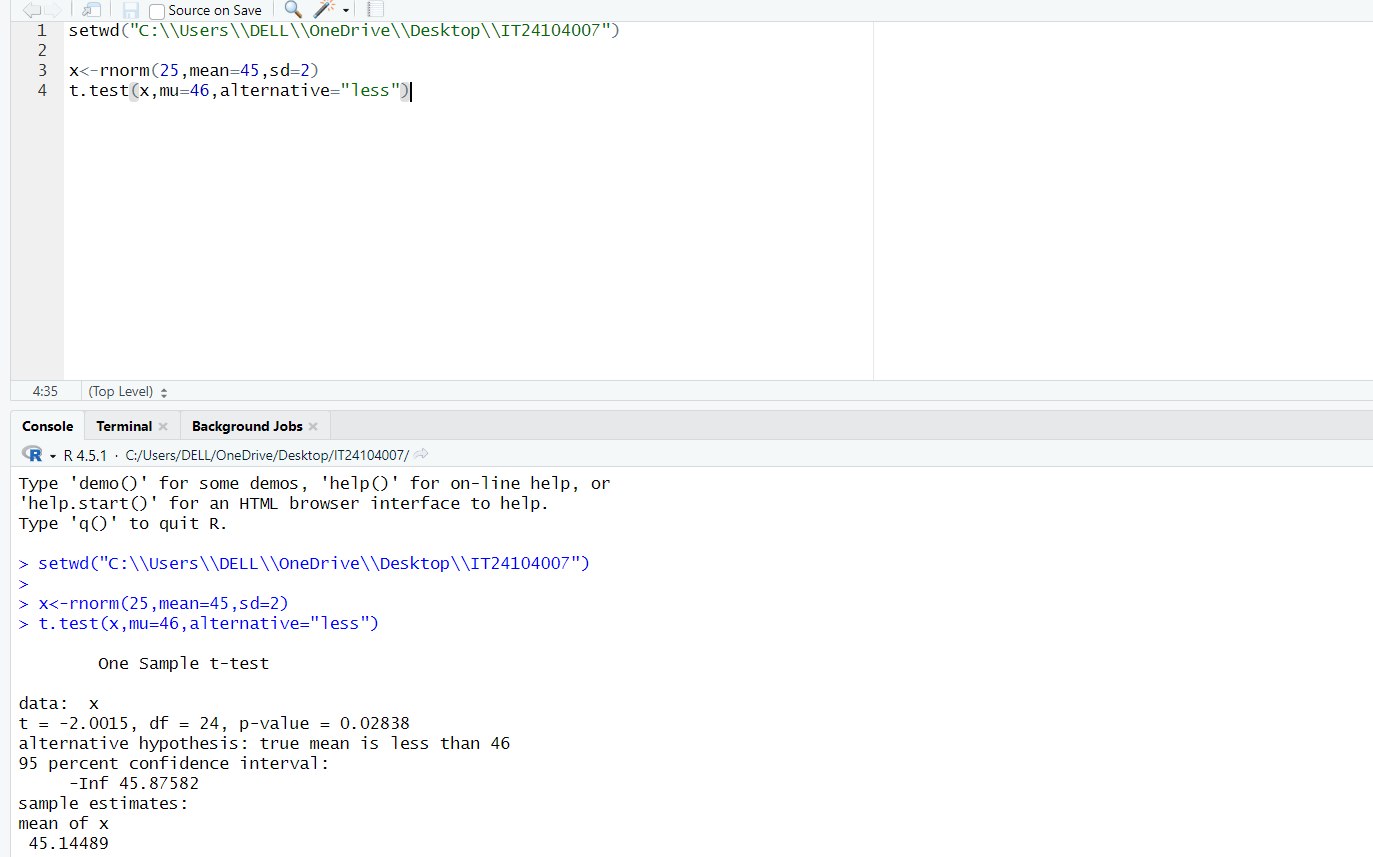 Source on Save
1 setwd("C:\\Users\\DELL\\OneDrive\\Desktop\\IT24104007")
2
3 x<-rnorm(25,mean=45,sd=2)
4 t.test(x,mu=46,alternative="less")
4:35 (Top Level)
Console Terminal Background Jobs
R R 4.5.1 · C:/Users/DELL/OneDrive/Desktop/IT24104007/
Type 'demo()' for some demos, 'help()' for on-line help, or
'help.start()' for an HTML browser interface to help.
Type 'q()' to quit R.
> setwd("C:\\Users\\DELL\\OneDrive\\Desktop\\IT24104007")
>
> x<-rnorm(25,mean=45,sd=2)
> t.test(x,mu=46,alternative="less")
One Sample t-test
data:  x
t = -2.0015, df = 24, p-value = 0.02838
alternative hypothesis: true mean is less than 46
95 percent confidence interval:
-Inf 45.87582
sample estimates:
mean of x
45.14489